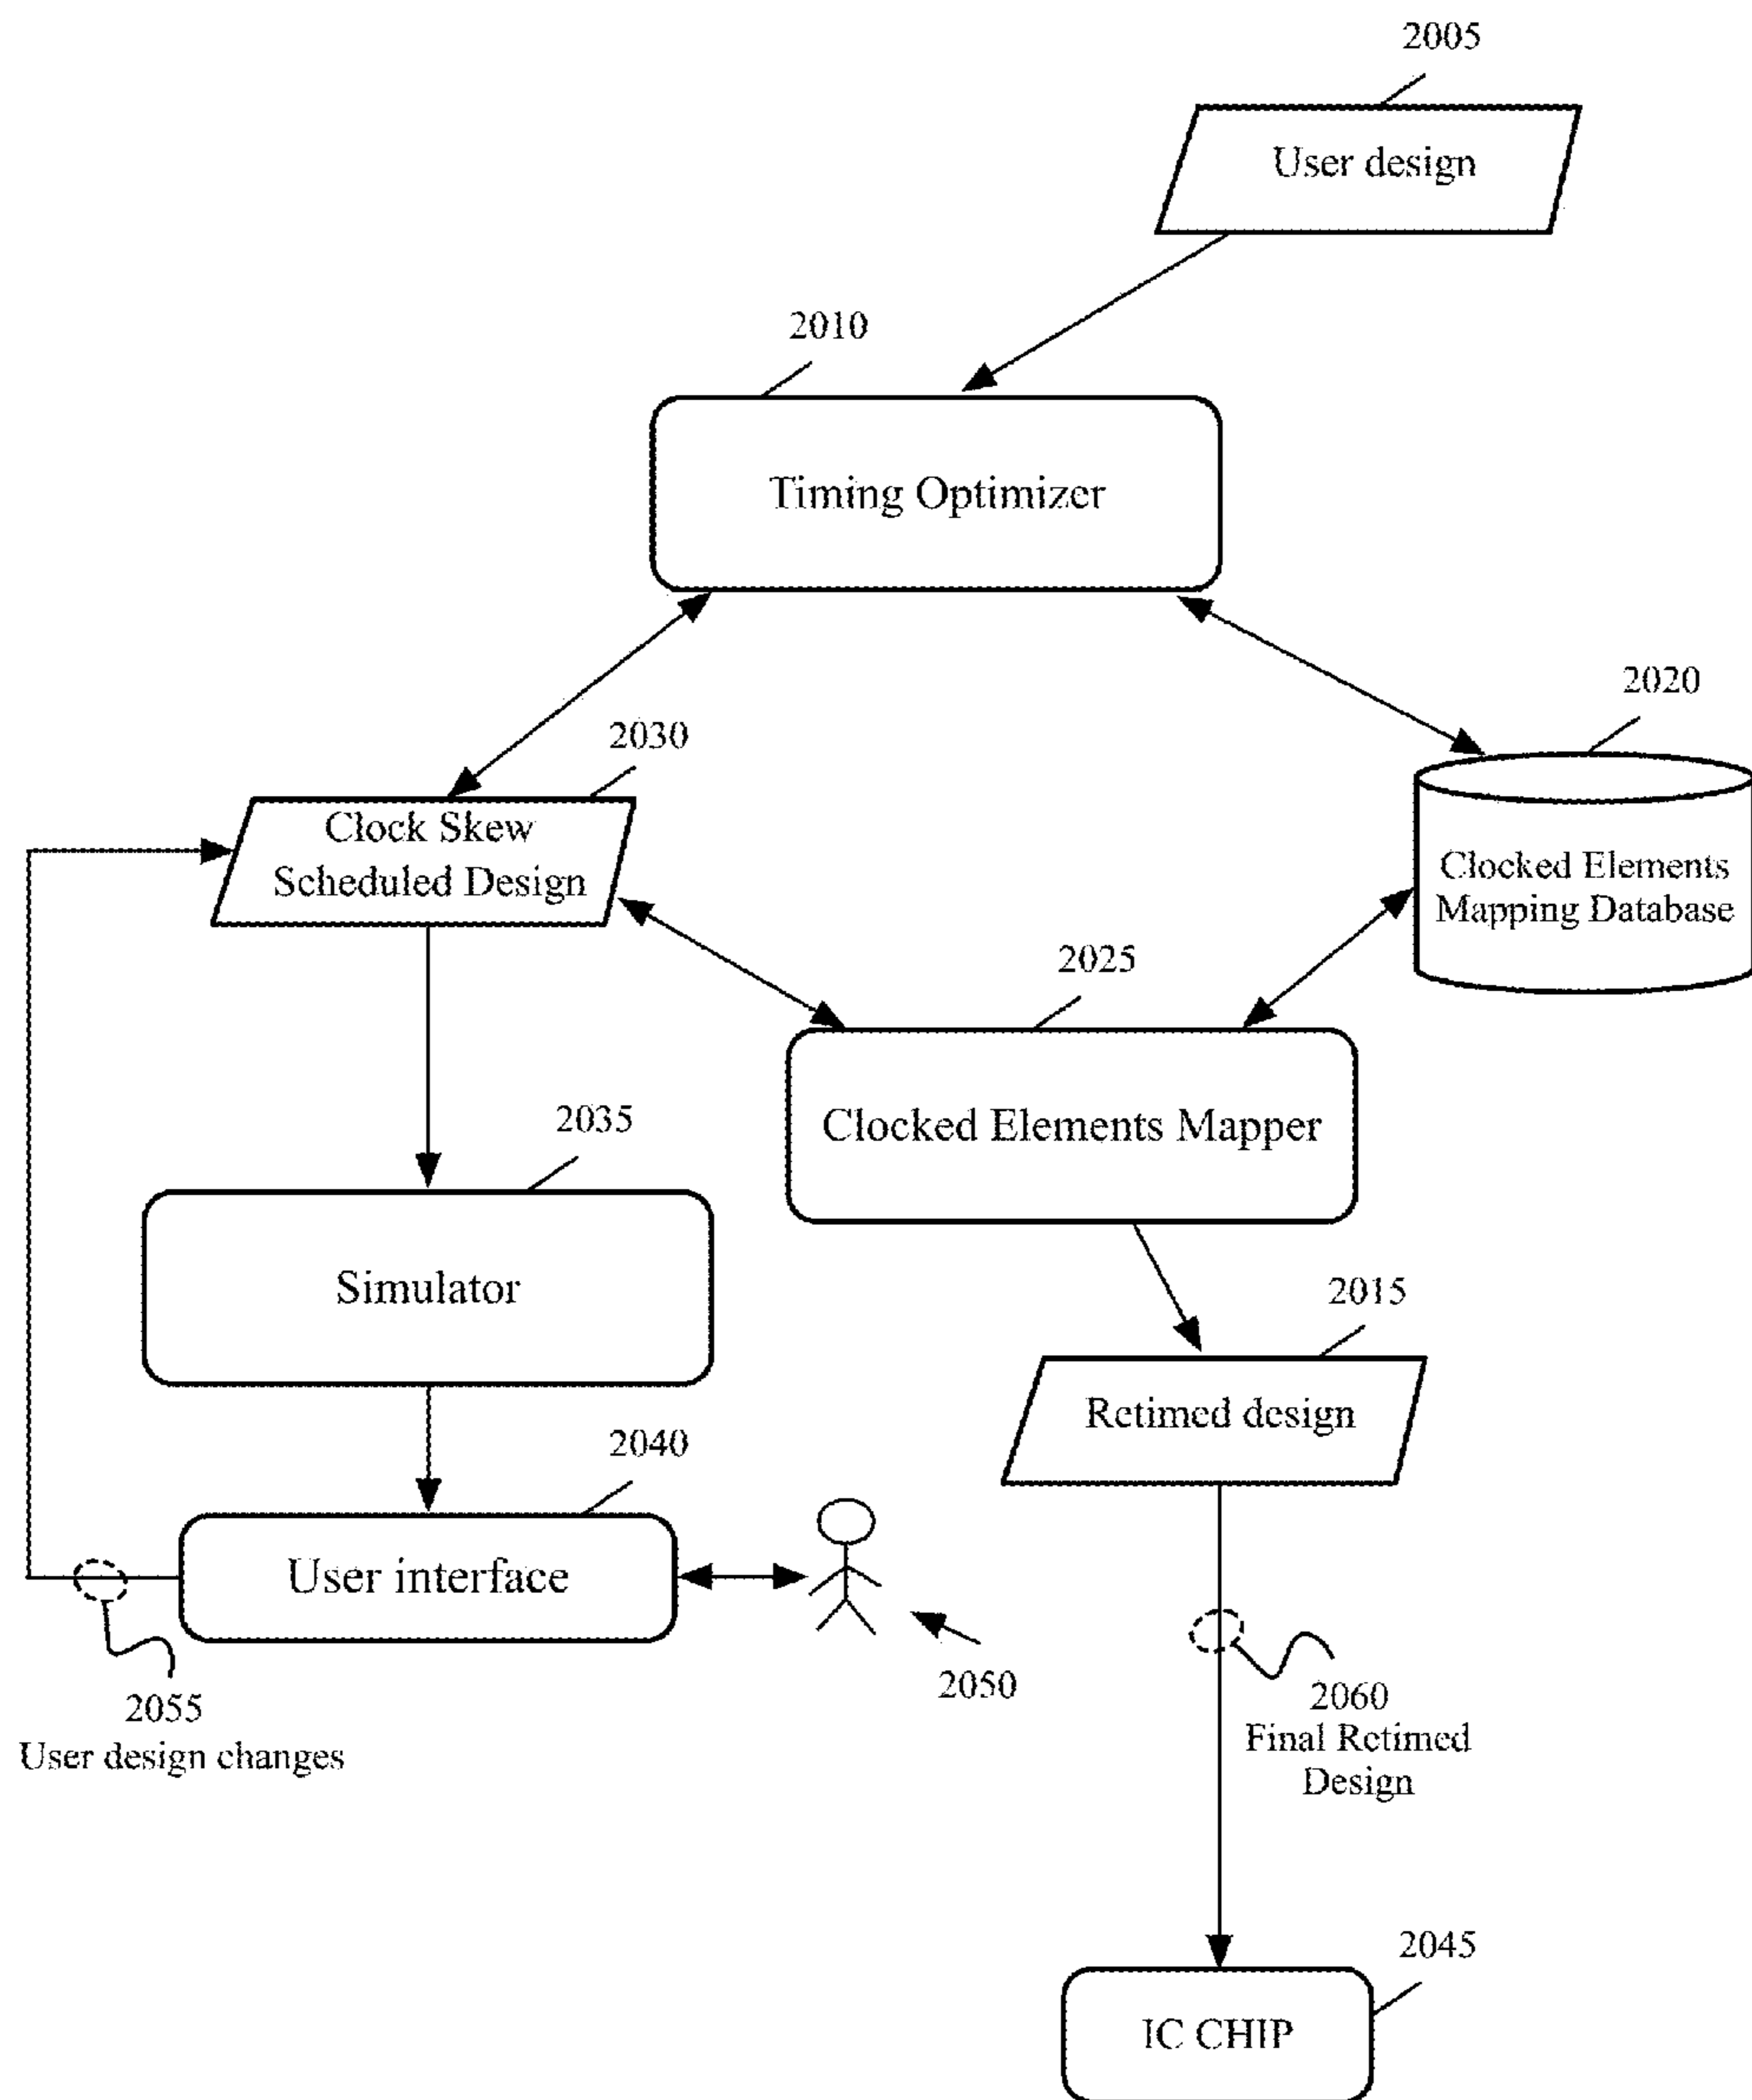 2005
User design
2010
Timing Optimizer
2020
2030
Clock Skew
Scheduled Design
Clocked Elements
Mapping Database
2025
Clocked Elements Mapper
2035
Simulator
2015
Retimed design
2040
User interface
2050
2055
User design changes
2060
Final Retimed
Design
2045
IC CHIP